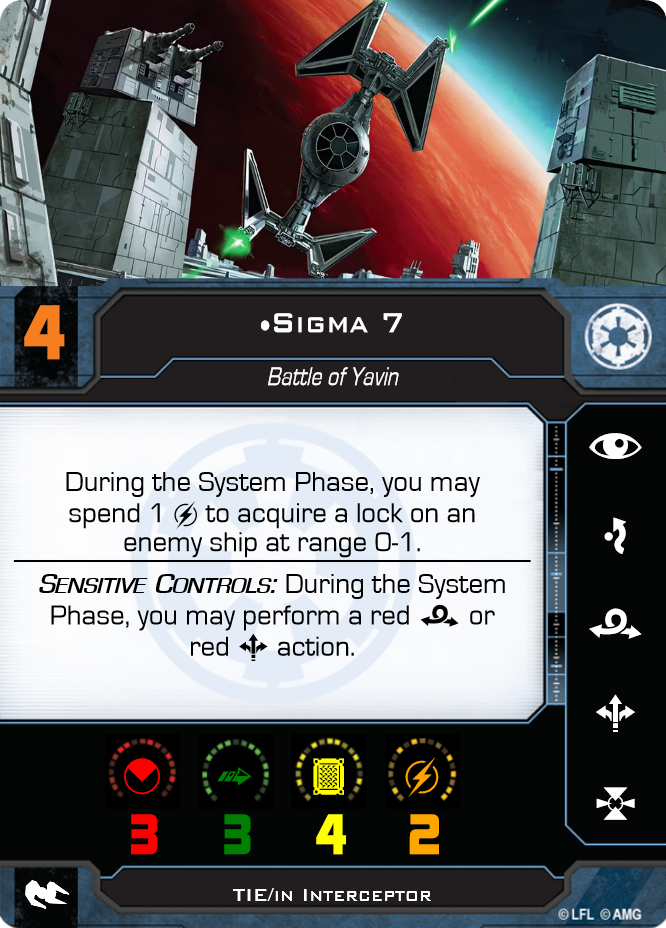 4
•Sigma 7
Battle of Yavin
During the System Phase, you may
spend 1 to acquire a lock on an
enemy ship at range 0-1.
Sensitive Controls: During the System
Phase, you may perform a red or
red action.
3 3 4 2
TIE/in Interceptor
©LFL ©AMG